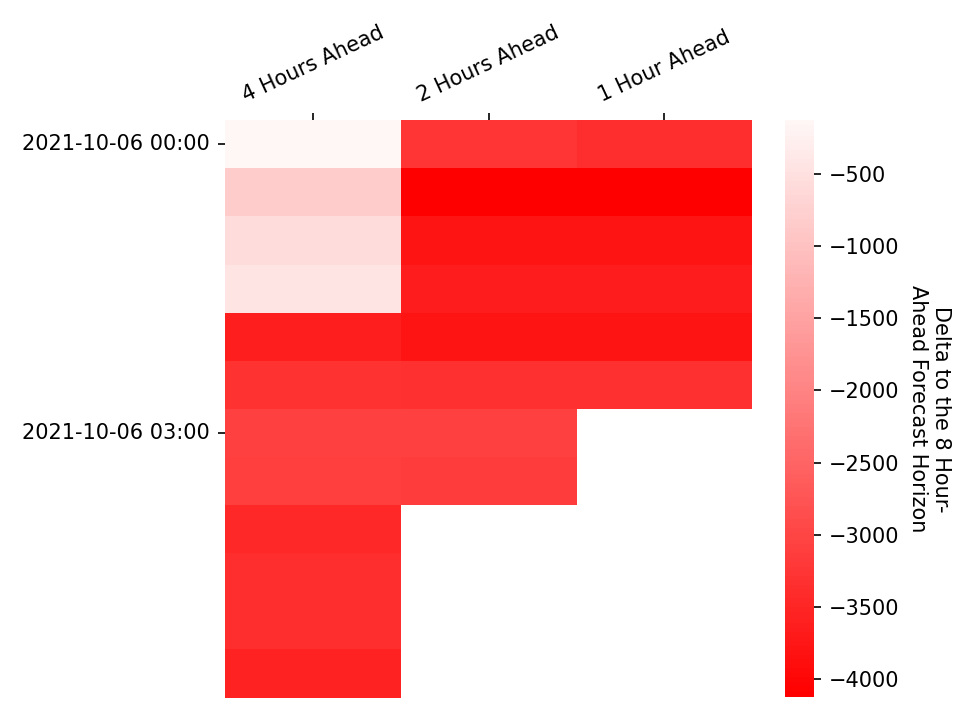 4 Hours Ahead
2 Hours Ahead
1 Hour Ahead
2021-10-06 00:00
2021-10-06 03:00
−500
−1000
−1500
−2000
−2500
−3000
−3500
−4000
Delta to the 8 Hour-
Ahead Forecast Horizon